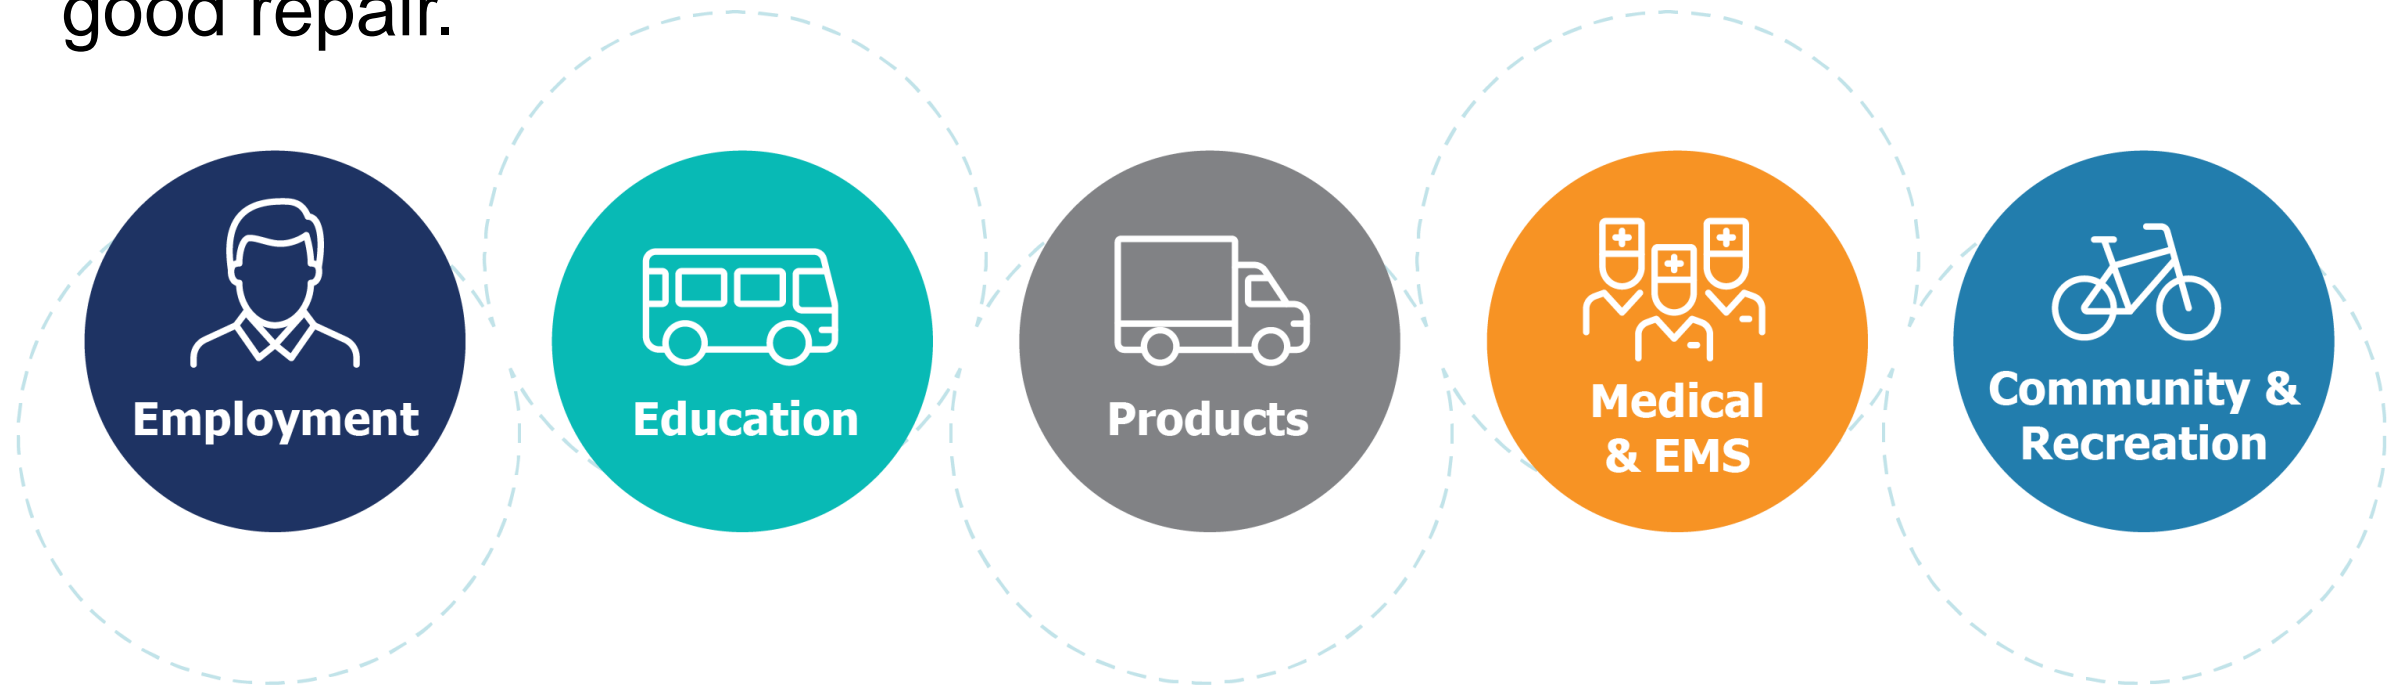 good repair.
Employment
Education
Products
Medical
& EMS
Community &
Recreation